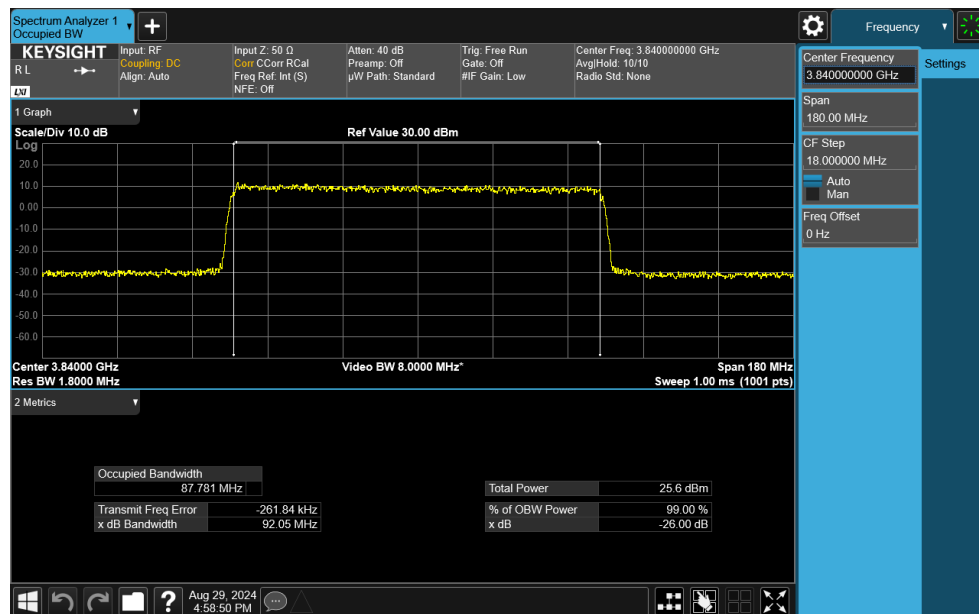 Spectrum Analyzer 1
Occupied BW
+
Frequency
KEYSIGHT
R L
LXI
Input: RF
Coupling: DC
Align: Auto
Input Z: 50 Ω
Corr CCorr RCal
Freq Ref: Int (S)
NFE: Off
Atten: 40 dB
Preamp: Off
µW Path: Standard
Trig: Free Run
Gate: Off
#IF Gain: Low
Center Freq: 3.840000000 GHz
Avg|Hold: 10/10
Radio Std: None
Center Frequency
3.840000000 GHz
Settings
Span
180.00 MHz
CF Step
18.000000 MHz
Auto
Man
Freq Offset
0 Hz
1 Graph
Scale/Div 10.0 dB
Ref Value 30.00 dBm
Log
20.0
10.0
0.00
-10.0
-20.0
-30.0
-40.0
-50.0
-60.0
Center 3.84000 GHz
Video BW 8.0000 MHz*
Span 180 MHz
Res BW 1.8000 MHz
Sweep 1.00 ms (1001 pts)
2 Metrics
Occupied Bandwidth
87.781 MHz
Total Power 25.6 dBm
Transmit Freq Error -261.84 kHz
% of OBW Power 99.00 %
x dB Bandwidth 92.05 MHz
x dB -26.00 dB
?
Aug 29, 2024
4:58:50 PM